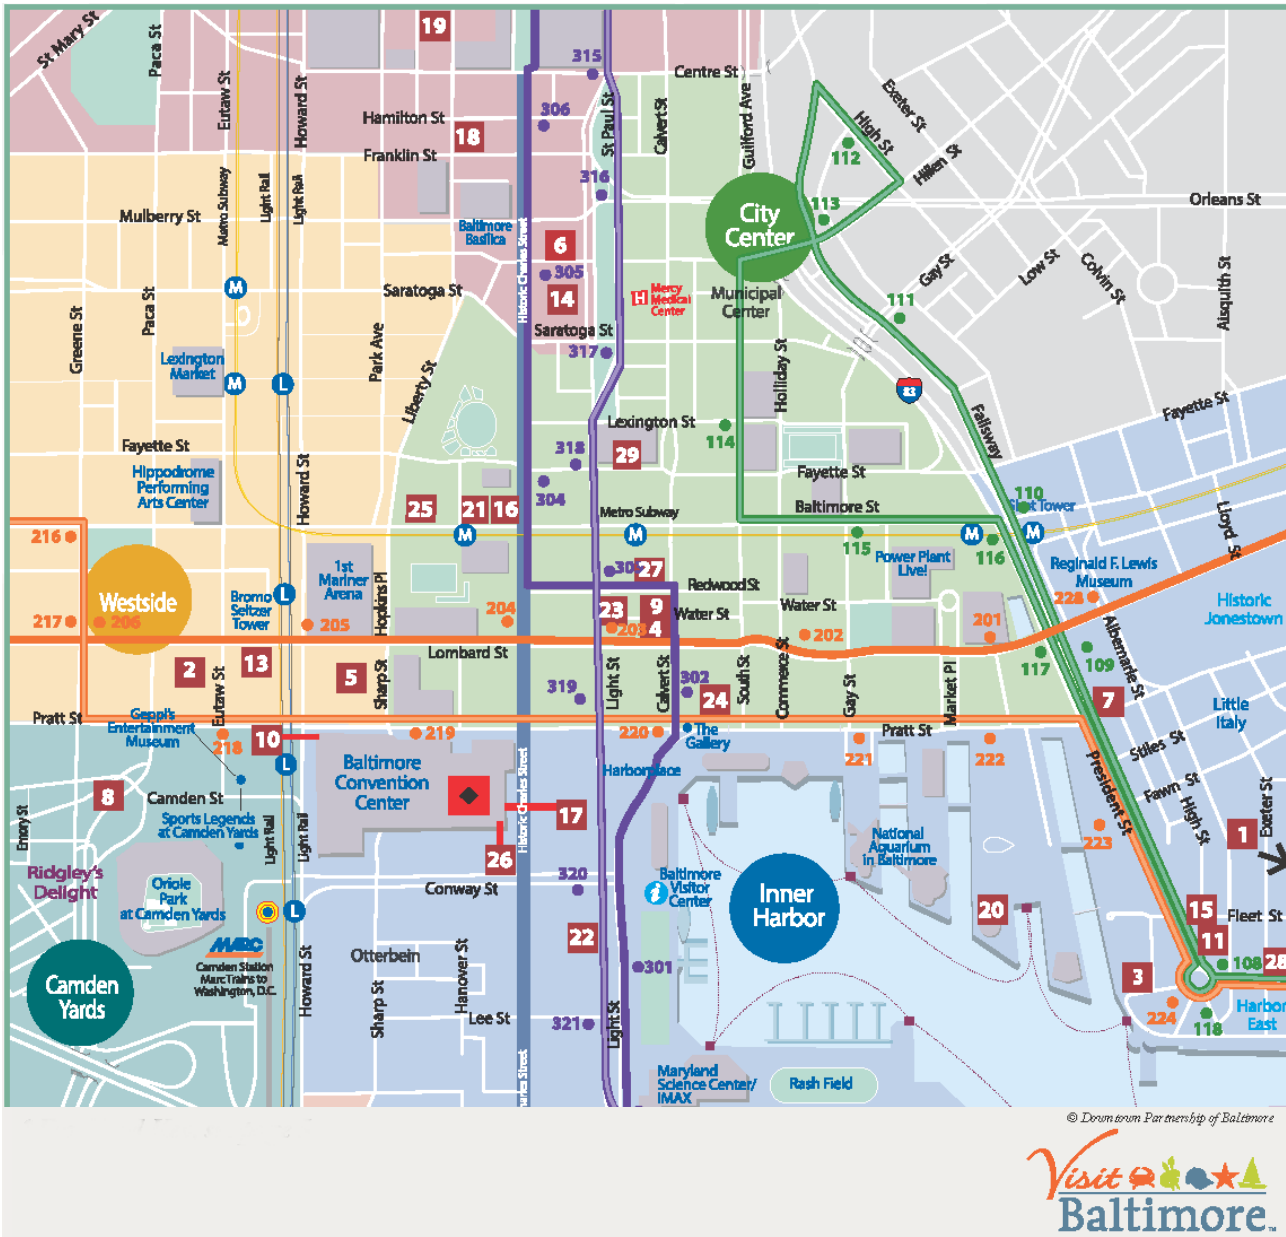 St Mary St
Paca St
Eutaw St
Howard St
19
315
Centre St
Guilford Ave
Exeter St
306
St Paul St
Calvert St
High St
112
Hamilton St
18
Franklin St
Hillen St
316
Metro Subway
Light Rail
Light Rail
Mulberry St
Baltimore
Basilica
Historic Charles Street
City
Center
113
Orleans St
6
305
14
Gay St
Low St
Colvin St
Aisquith St
M
Saratoga St
H Mercy
Medical
Center
Municipal
Center
111
Greene St
Paca St
Park Ave
Saratoga St
317
Lexington
Market
M
L
Liberty St
Holliday St
83
Fallsway
Fayette St
Lexington St
114
Fayette St
318
29
Hippodrome
Performing
Arts Center
Howard St
304
Fayette St
110
Shot Tower
Lloyd St
25
21
16
Metro Subway
Baltimore St
216
M
M
115
M
116
M
1st
Mariner
Arena
Power Plant
Live!
Reginald F. Lewis
Museum
27
Redwood St
Westside
Bromo
Seltzer
Tower
L
Hopkins Pl
228
Historic
Jonestown
217
206
205
204
23
203
9
4
Water St
Water St
202
201
Albemarle St
Lombard St
117
109
2
13
5
Sharp St
Eutaw St
319
Light St
Calvert St
302
24
South St
Commerce St
Gay St
Market Pl
7
Little
Italy
Pratt St
Geppi's
Entertainment
Museum
218
10
219
220
The
Gallery
221
Pratt St
222
Stiles St
L
Baltimore
Convention
Center
Historic Charles Street
Harborplace
President St
Fawn St
High St
Exeter St
8
Camden St
Emory St
Sports Legends
at Camden Yards
Light Rail
Light Rail
17
223
1
National
Aquarium
in Baltimore
26
Ridgley's
Delight
Oriole
Park
at Camden Yards
320
Conway St
Baltimore
Visitor
Center
i
Inner
Harbor
L
20
15
Fleet St
22
11
MARC
Camden Station
Marc Trains to
Washington, D.C.
Howard St
Otterbein
Hanover St
301
3
108
28
Camden
Yards
Sharp St
Lee St
321
Light St
224
118
Harbor
East
Maryland
Science Center/
IMAX
Rash Field
© Downtown Partnership of Baltimore
Visit
Baltimore